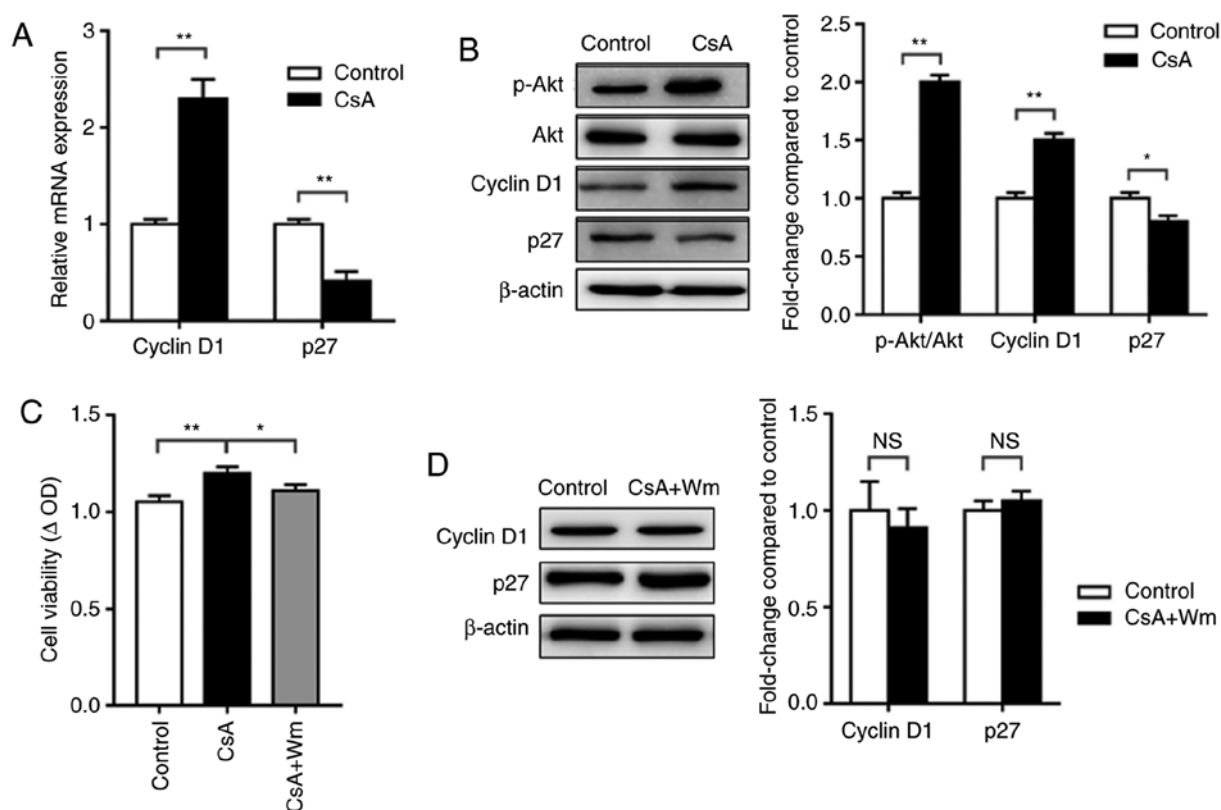 A
Relative mRNA expression
3
2
1
0
**
**
Control
CsA
Cyclin D1
p27
B
Control
CsA
p-Akt
Akt
Cyclin D1
p27
β-actin
Fold-change compared to control
2.5
2.0
1.5
1.0
0.5
0.0
**
**
*
Control
CsA
p-Akt/Akt
Cyclin D1
p27
C
Cell viability (Δ OD)
1.5
1.0
0.5
0.0
**
*
Control
CsA
CsA+Wm
D
Control
CsA+Wm
Cyclin D1
p27
β-actin
Fold-change compared to control
1.5
1.0
0.5
0.0
NS
NS
Control
CsA+Wm
Cyclin D1
p27